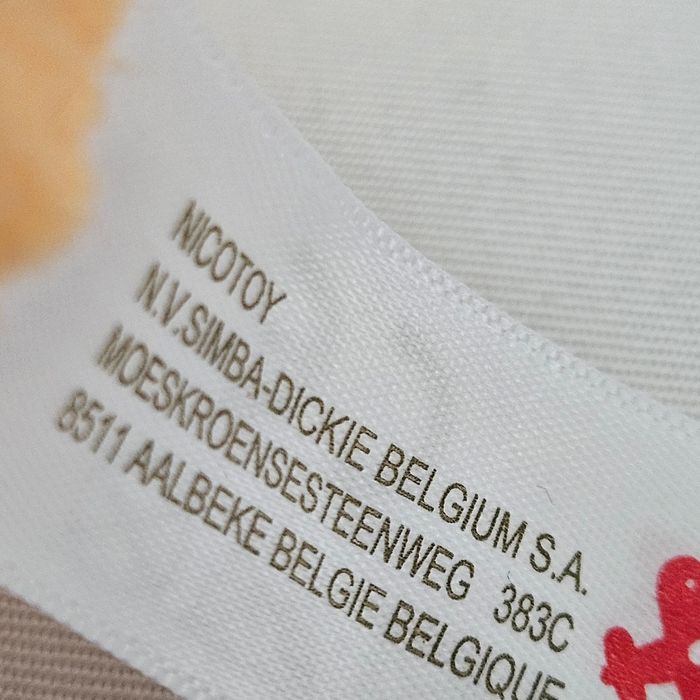 NICOTOY
N.V.SIMBA-DICKIE BELGIUM S.A.
MOESKROENSESTEENWEG 383C
8511 AALBEKE BELGIE BELGIQUE